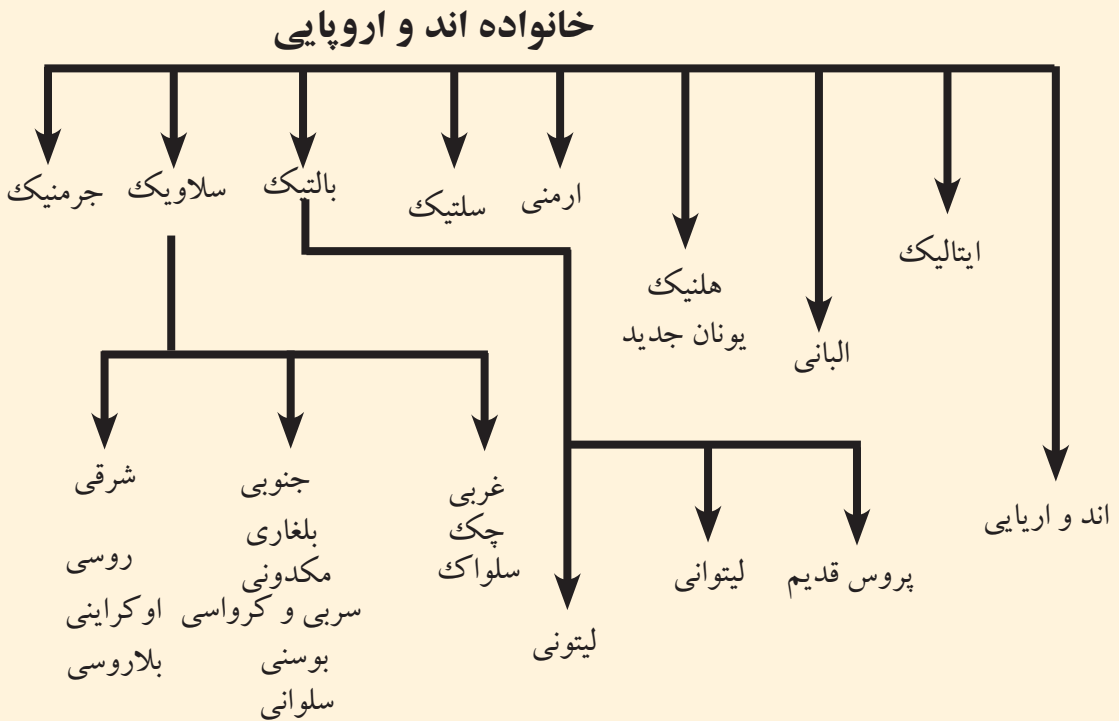 خانواده اند و اروپایی
جرمنیک
سلاویک
بالتیک
سلتیک
ارمنی
هلنیک
یونان جدید
البانی
ایتالیک
اند و اریایی
شرقی
روسی
اوکراینی
بلاروسی
جنوبی
بلغاری
مکدونی
سربی و کرواسی
بوسنی
سلوانی
غربی
چک
سلواک
لیتونی
لیتوانی
پروس قدیم